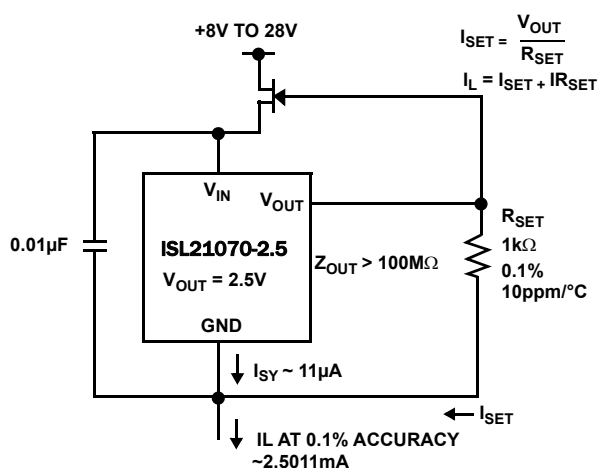 +8V TO 28V
I_SET = V_OUT / R_SET
I_L = I_SET + IR_SET
V_IN
V_OUT
0.01µF
ISL21070-2.5
V_OUT = 2.5V
Z_OUT > 100MΩ
R_SET
1kΩ
0.1%
10ppm/°C
GND
I_SY ~ 11µA
I_SET
IL AT 0.1% ACCURACY
~2.5011mA